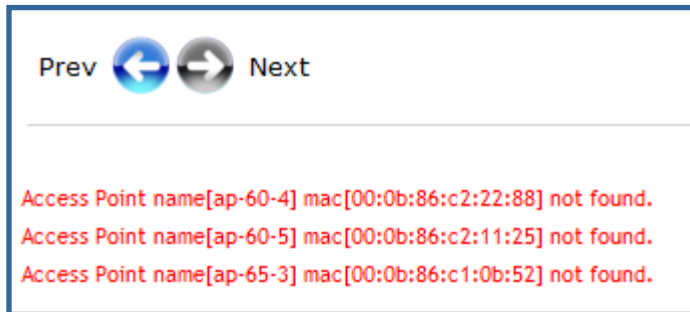 Prev Next
Access Point name[ap-60-4] mac[00:0b:86:c2:22:88] not found.
Access Point name[ap-60-5] mac[00:0b:86:c2:11:25] not found.
Access Point name[ap-65-3] mac[00:0b:86:c1:0b:52] not found.